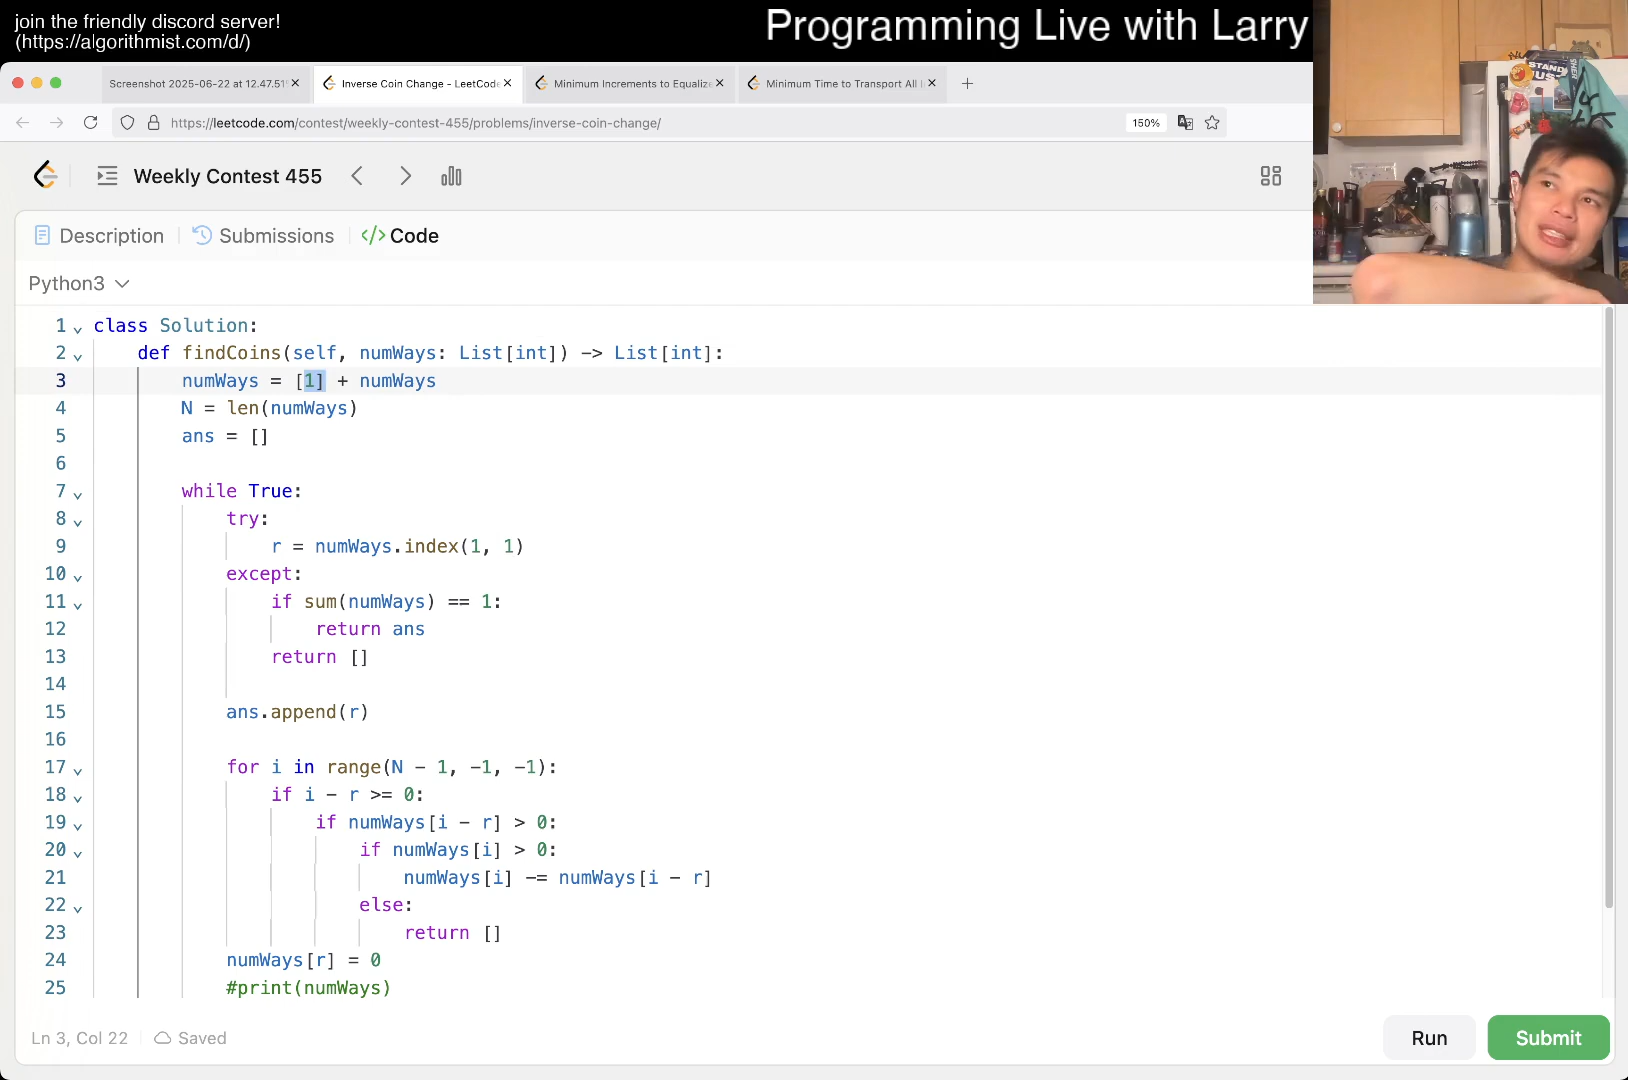 join the friendly discord server!
(https://algorithmist.com/d/)
Programming Live with Larry
Screenshot 2025-06-22 at 12.47.51
Inverse Coin Change - LeetCode
Minimum Increments to Equalize
Minimum Time to Transport All
https://leetcode.com/contest/weekly-contest-455/problems/inverse-coin-change/
150%
Weekly Contest 455
Description
Submissions
</> Code
Python3
1 class Solution:
2 def findCoins(self, numWays: List[int]) -> List[int]:
3 numWays = [1] + numWays
4 N = len(numWays)
5 ans = []
6
7 while True:
8 try:
9 r = numWays.index(1, 1)
10 except:
11 if sum(numWays) == 1:
12 return ans
13 return []
14
15 ans.append(r)
16
17 for i in range(N - 1, -1, -1):
18 if i - r >= 0:
19 if numWays[i - r] > 0:
20 if numWays[i] > 0:
21 numWays[i] -= numWays[i - r]
22 else:
23 return []
24 numWays[r] = 0
25 #print(numWays)
Ln 3, Col 22
Saved
Run
Submit